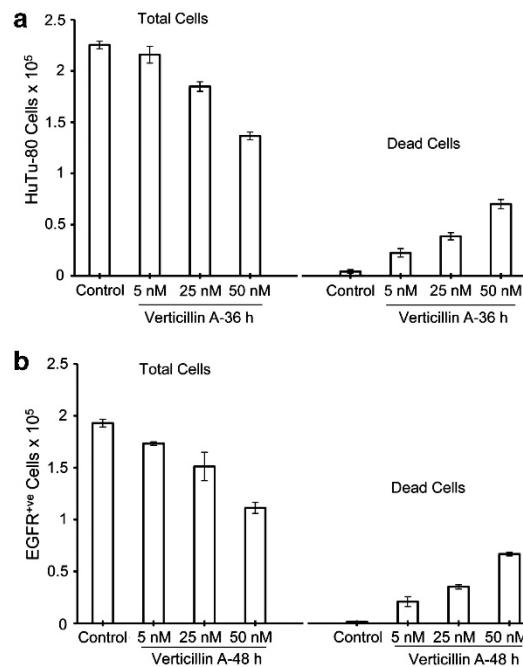 a
Total Cells
HuTu-80 Cells x 10⁵
2.5
2
1.5
1
0.5
0
Dead Cells
Control 5 nM 25 nM 50 nM
Verticillin A-36 h
Control 5 nM 25 nM 50 nM
Verticillin A-36 h
b
Total Cells
EGFR⁺ᵛᵉ Cells x 10⁵
2.5
2
1.5
1
0.5
0
Dead Cells
Control 5 nM 25 nM 50 nM
Verticillin A-48 h
Control 5 nM 25 nM 50 nM
Verticillin A-48 h